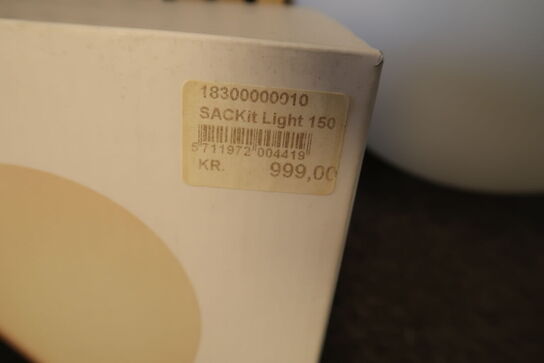 18300000010
SACKit Light 150
5711972 004419
KR. 999,00